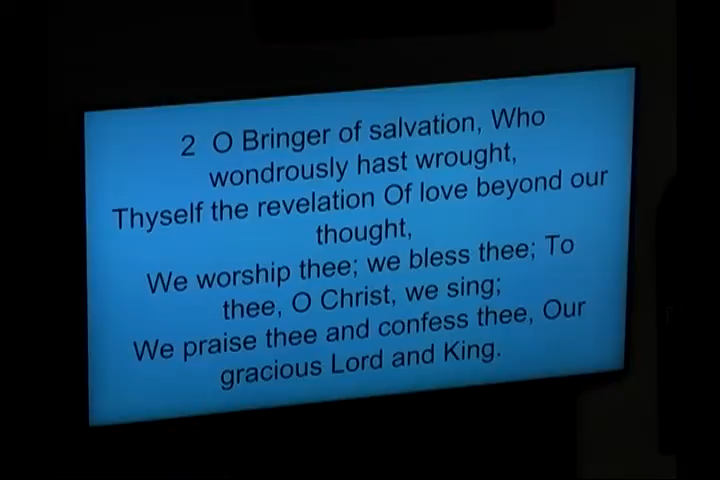 2 O Bringer of salvation, Who
wondrously hast wrought,
Thyself the revelation Of love beyond our
thought,
We worship thee; we bless thee; To
thee, O Christ, we sing;
We praise thee and confess thee, Our
gracious Lord and King.